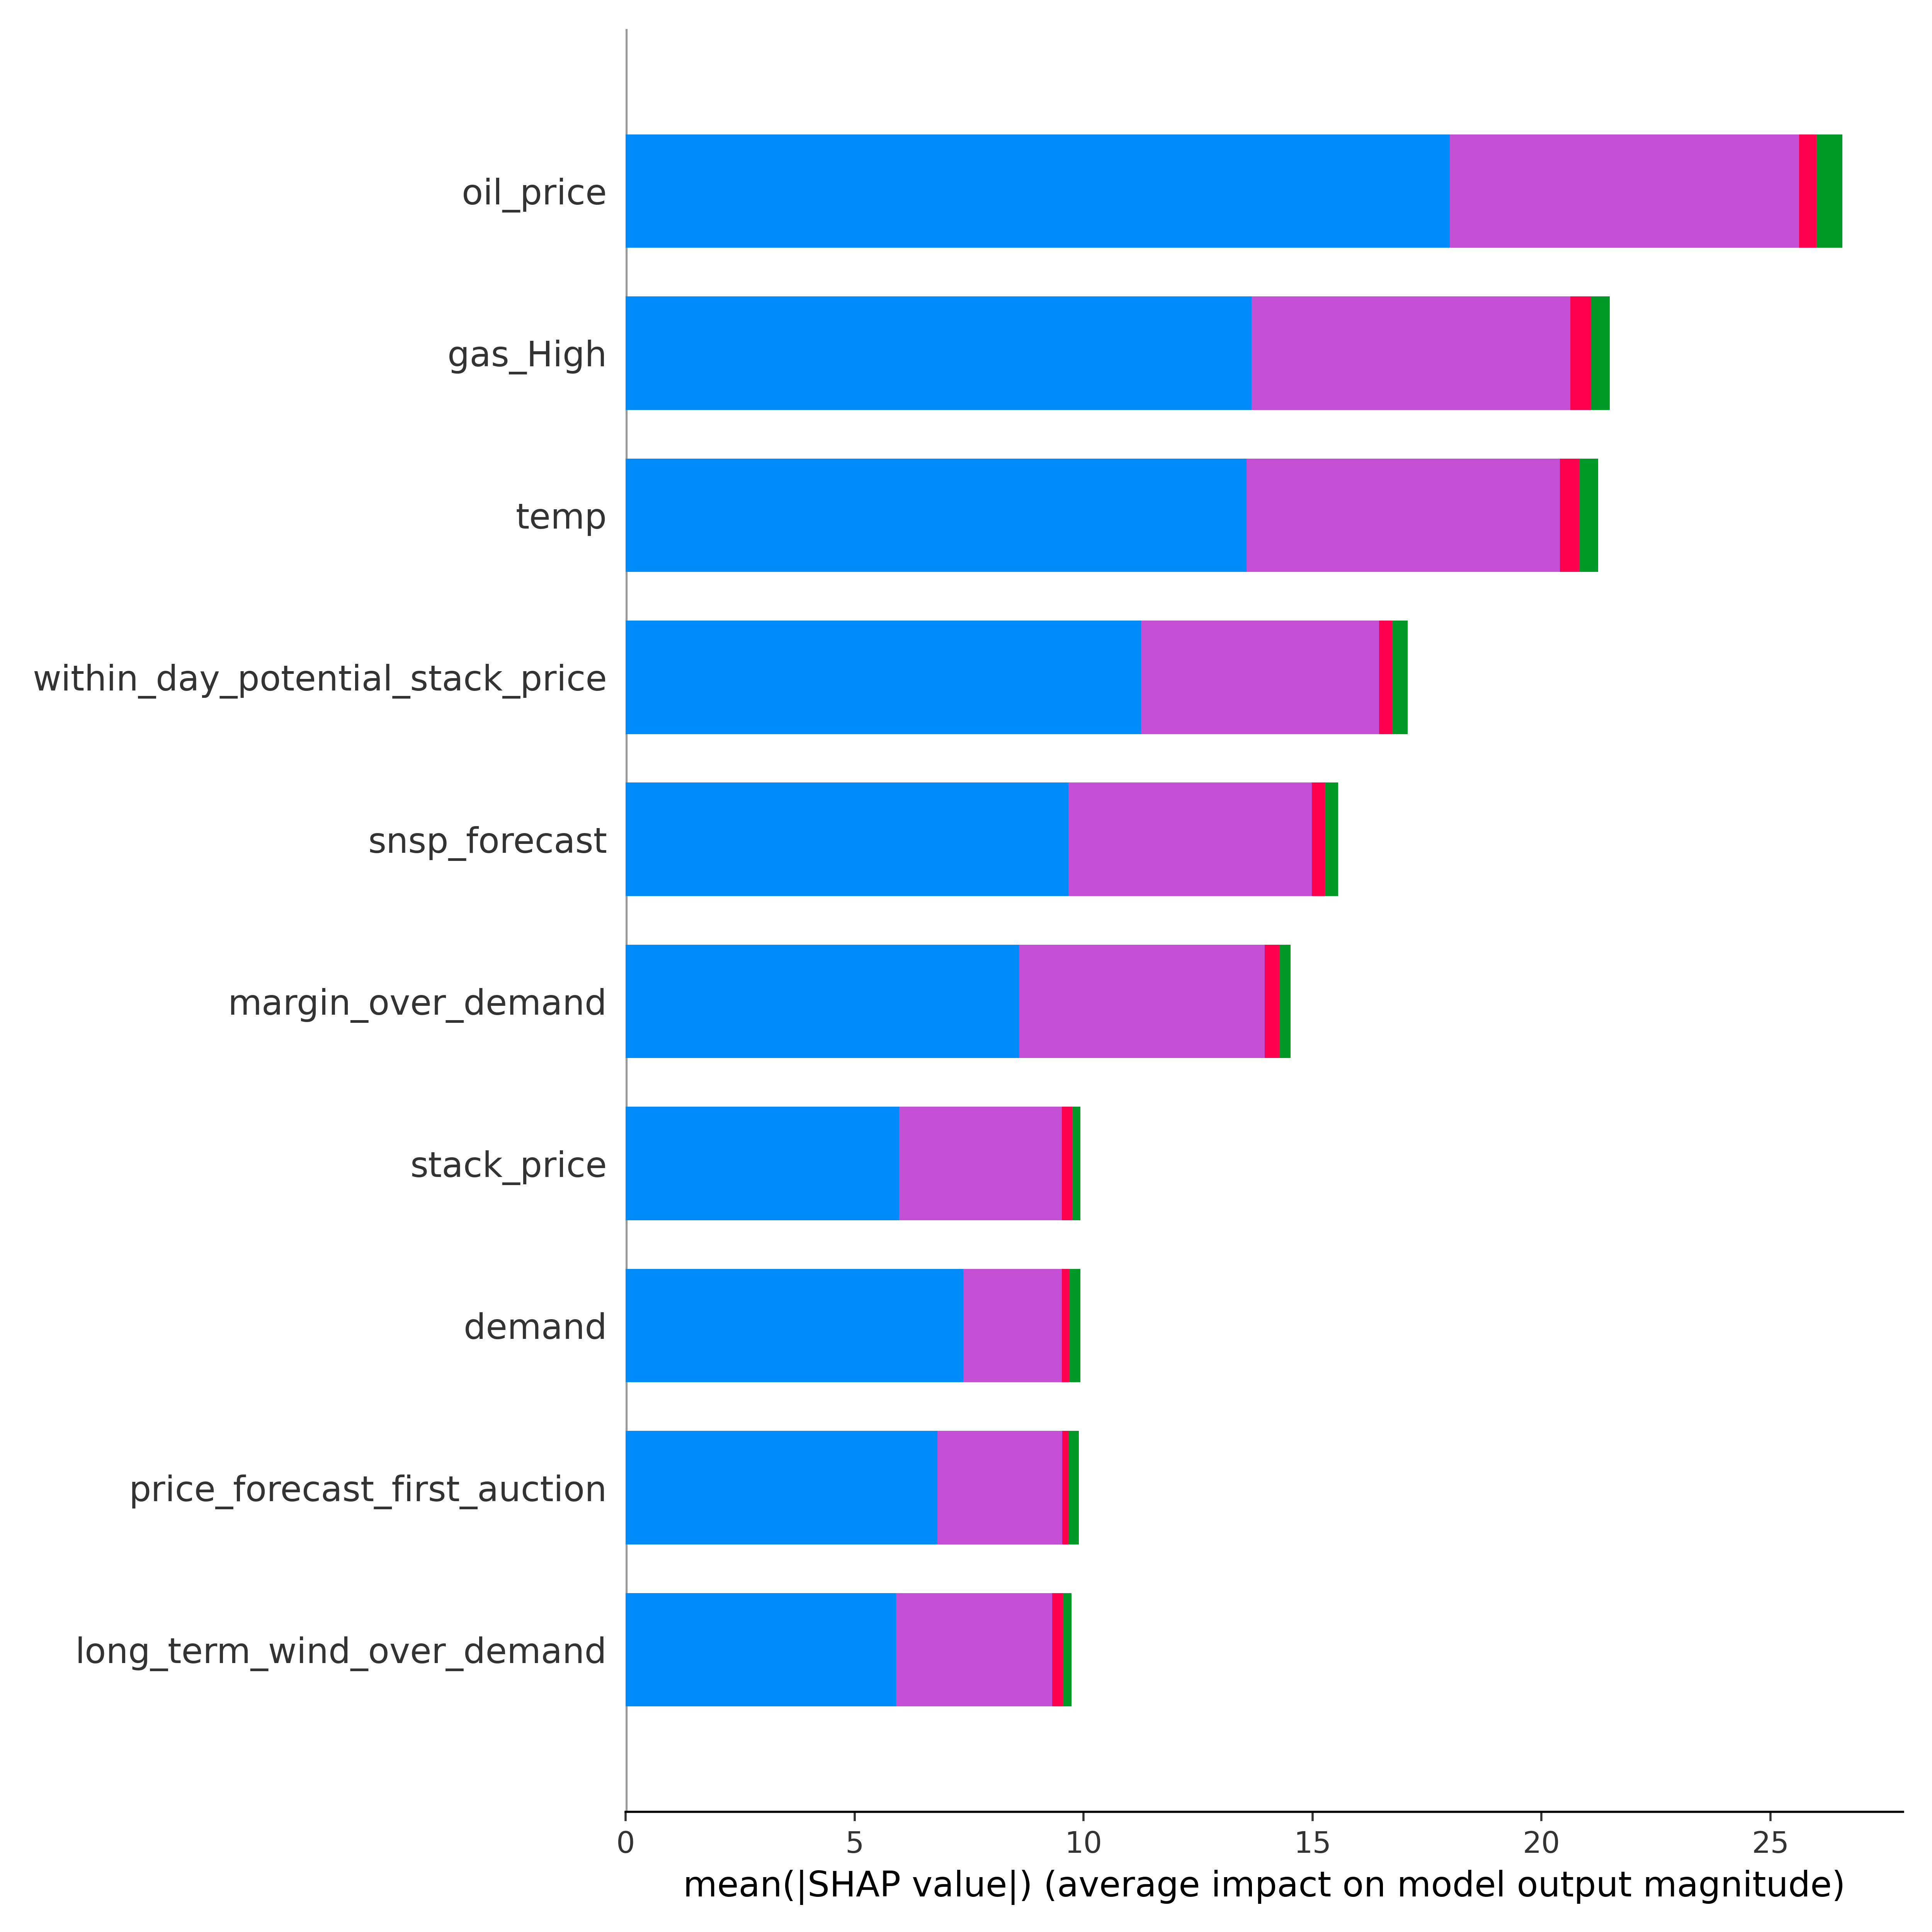 oil_price
gas_High
temp
within_day_potential_stack_price
snsp_forecast
margin_over_demand
stack_price
demand
price_forecast_first_auction
long_term_wind_over_demand
0 5 10 15 20 25
mean(|SHAP value|) (average impact on model output magnitude)